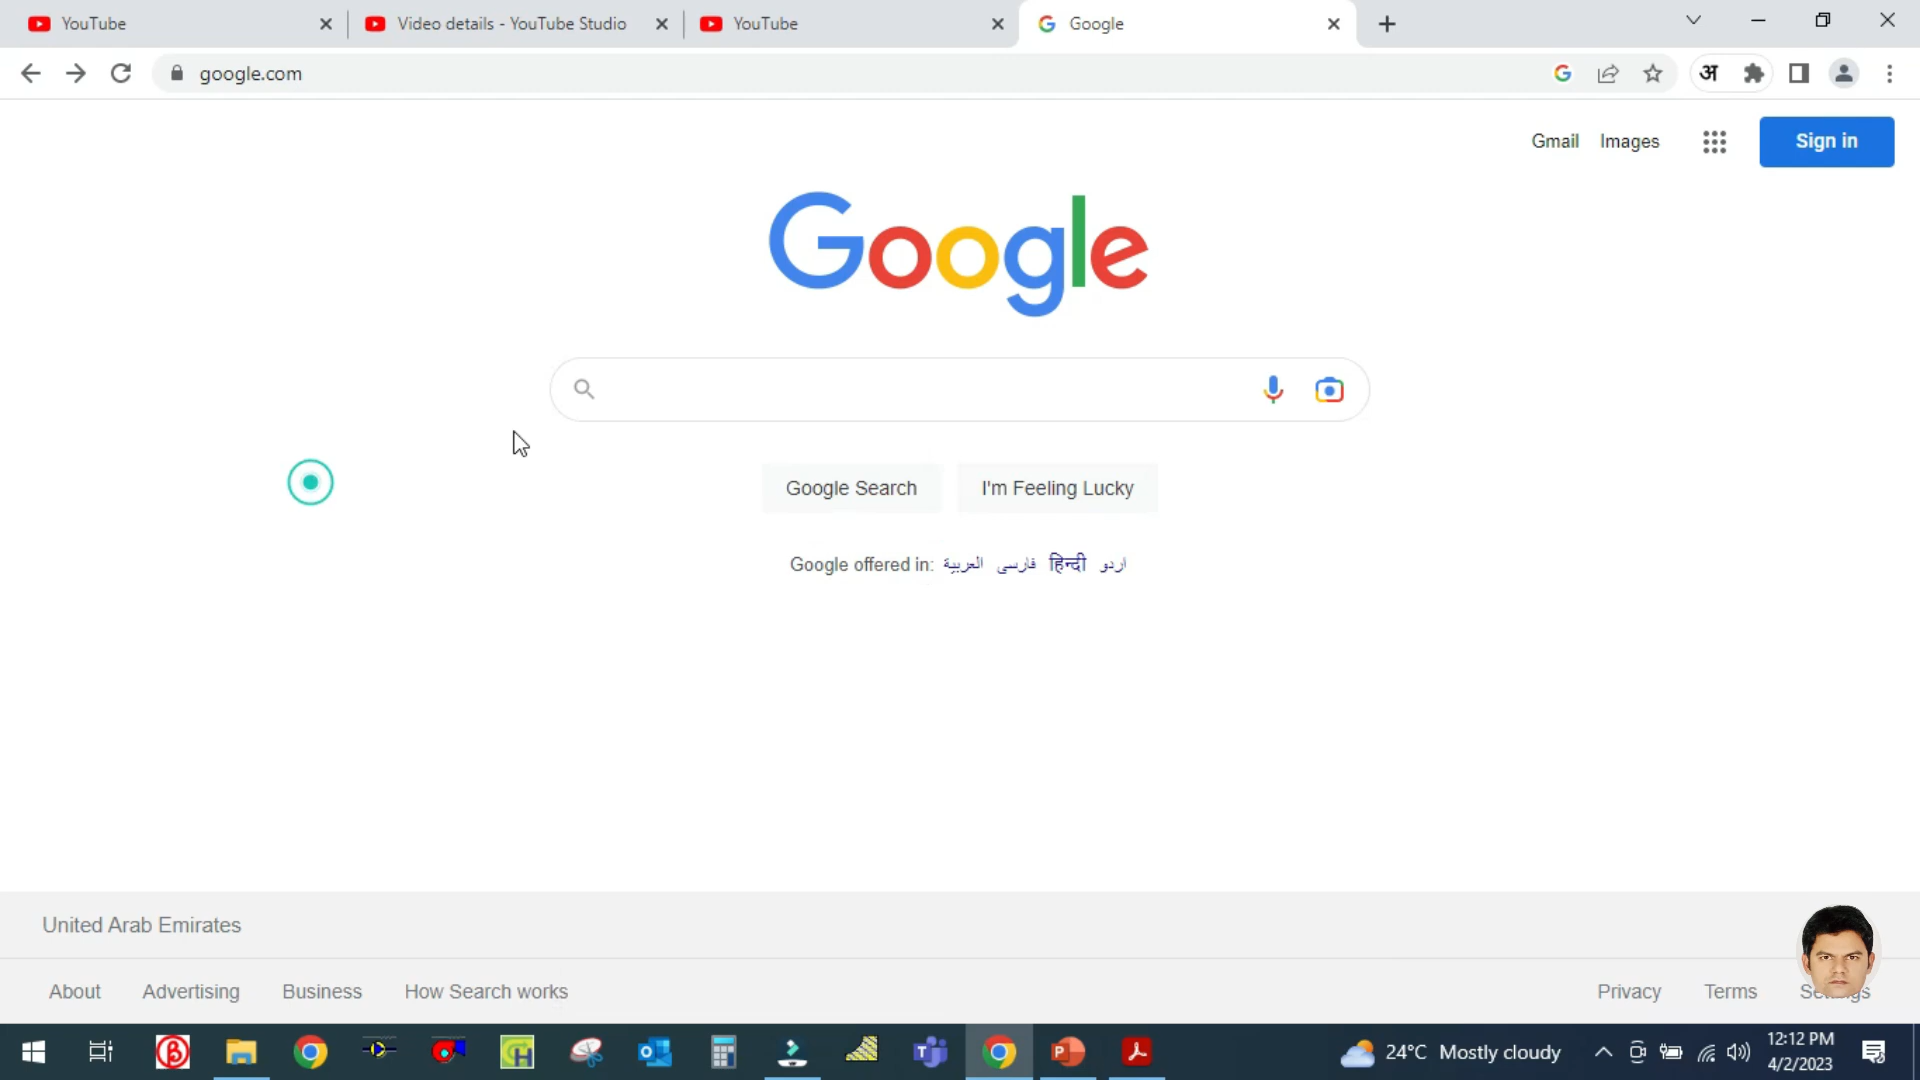 YouTube
Video details - YouTube Studio
YouTube
Google
google.com
अ
Gmail Images Sign in
Google
Google Search I'm Feeling Lucky
Google offered in: العربية فارسی हिन्दी اردو
United Arab Emirates
About Advertising Business How Search works
Privacy Terms
24°C Mostly cloudy
12:12 PM
4/2/2023